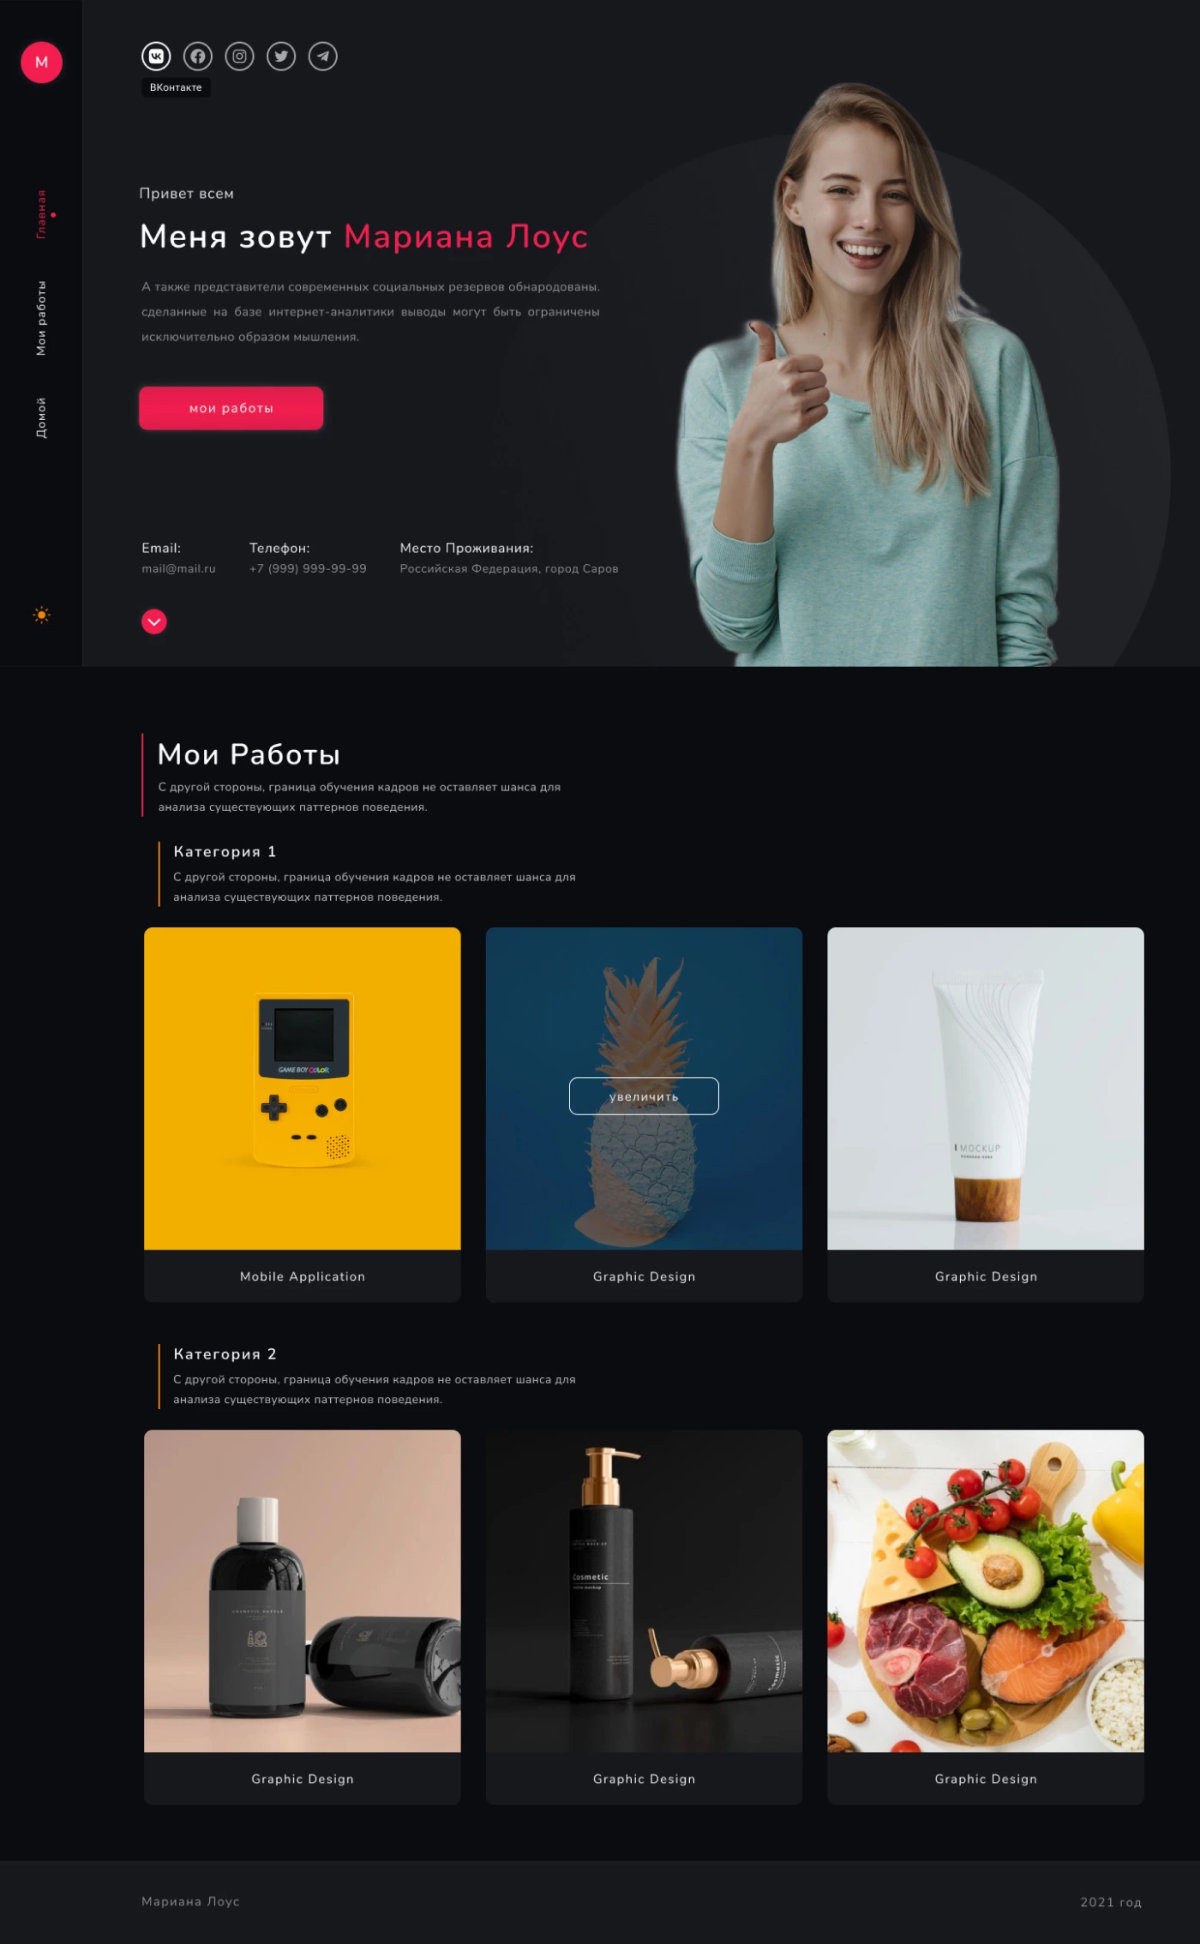 M
Главная
Мои работы
Домой
ВКонтакте
Привет всем
Меня зовут Мариана Лоус
А также представители современных социальных резервов обнародованы.
сделанные на базе интернет-аналитики выводы могут быть ограничены
исключительно образом мышления.
мои работы
Email:
mail@mail.ru
Телефон:
+7 (999) 999-99-99
Место Проживания:
Российская Федерация, город Саров
Мои Работы
С другой стороны, граница обучения кадров не оставляет шанса для
анализа существующих паттернов поведения.
Категория 1
С другой стороны, граница обучения кадров не оставляет шанса для
анализа существующих паттернов поведения.
GAME BOY COLOR
увеличить
MOCKUP
Mobile Application
Graphic Design
Graphic Design
Категория 2
С другой стороны, граница обучения кадров не оставляет шанса для
анализа существующих паттернов поведения.
COSMETIC BOTTLE
Cosmetic
Cosmetic
Graphic Design
Graphic Design
Graphic Design
Мариана Лоус
2021 год